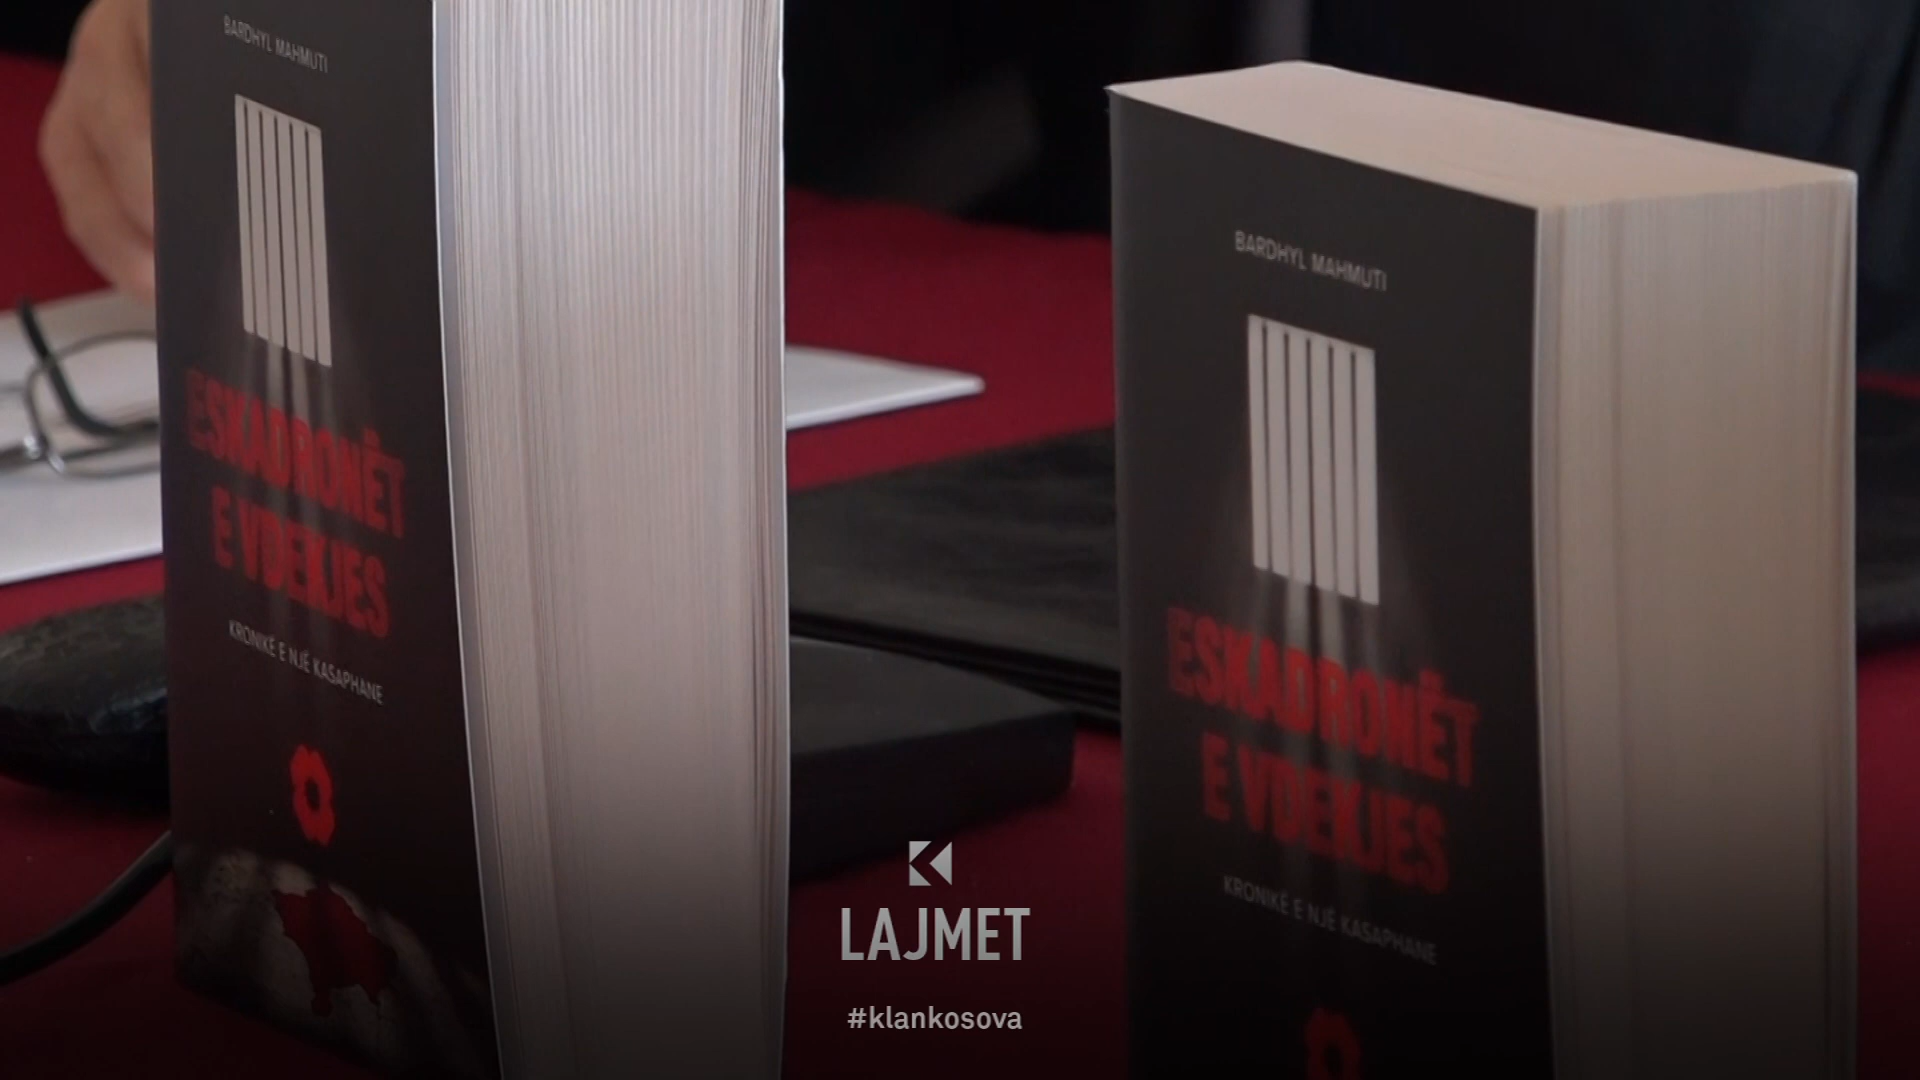 BARDHYL MAHMUTI
ESKADRONËT
E VDEKJES
KRONIKË E NJË KASAPHANE
BARDHYL MAHMUTI
ESKADRONËT
E VDEKJES
KRONIKË E NJË KASAPHANE
LAJMET
#klankosova